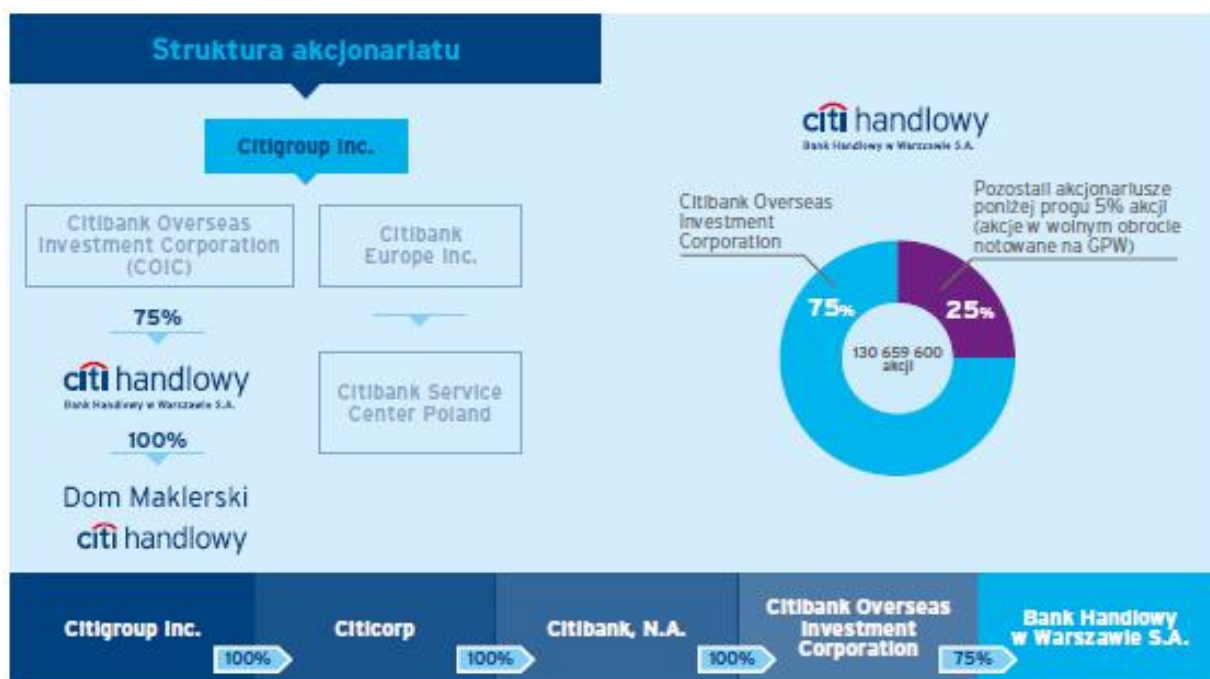 Struktura akcjonariatu
Citigroup Inc.
Citibank Overseas
Investment Corporation
(COIC)
75%
citi handlowy
Bank Handlowy w Warszawie S.A.
100%
Dom Maklerski
citi handlowy
Citibank
Europe Inc.
Citibank Service
Center Poland
citi handlowy
Bank Handlowy w Warszawie S.A.
Citibank Overseas
Investment
Corporation
Pozostali akcjonariusze
poniżej progu 5% akcji
(akcje w wolnym obrocie
notowane na GPW)
75%
25%
130 659 600
akcji
Citigroup Inc.
100%
Citicorp
100%
Citibank, N.A.
100%
Citibank Overseas
Investment
Corporation
75%
Bank Handlowy
w Warszawie S.A.